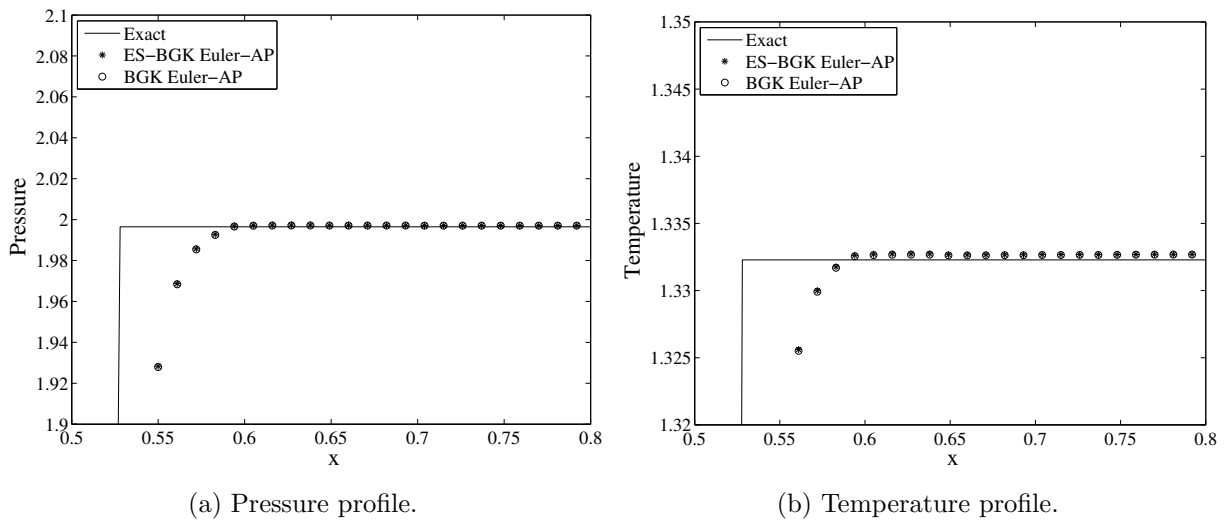 2.1
2.08
2.06
2.04
2.02
2
1.98
1.96
1.94
1.92
1.9
0.5
0.55
0.6
0.65
0.7
0.75
0.8
Pressure
x
Exact
ES−BGK Euler−AP
BGK Euler−AP
(a) Pressure profile.
1.35
1.345
1.34
1.335
1.33
1.325
1.32
0.5
0.55
0.6
0.65
0.7
0.75
0.8
Temperature
x
Exact
ES−BGK Euler−AP
BGK Euler−AP
(b) Temperature profile.